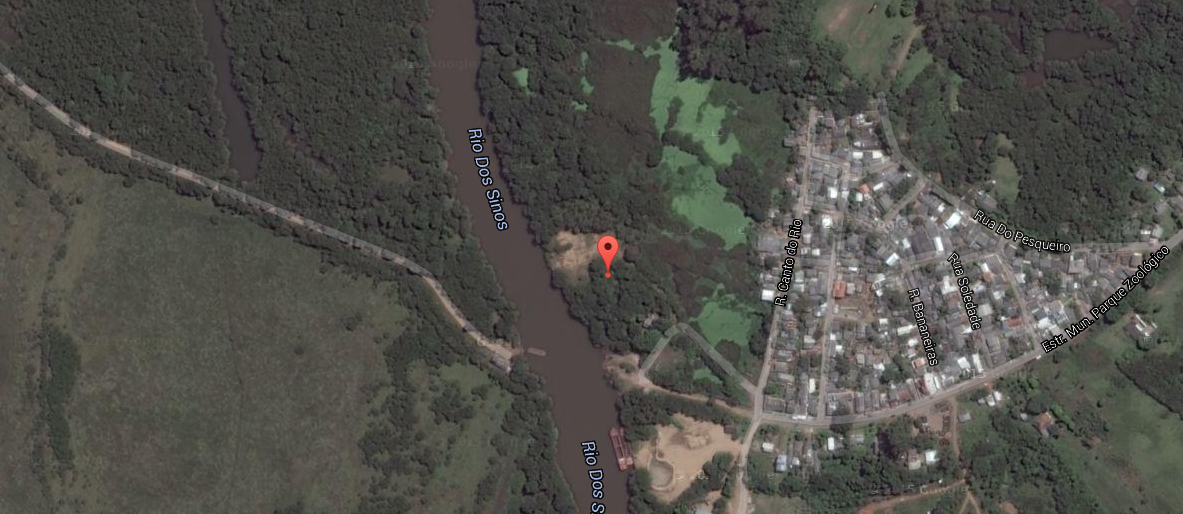 Rio Dos Sinos
R. Canto do Rio
Rua Do Pesqueiro
Rua Soledade
R. Bananeiras
Estr. Mun. Parque Zoológico
Rio Dos S